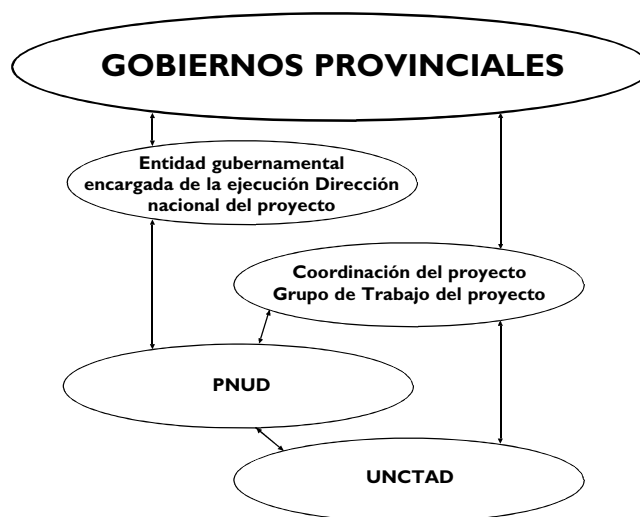 GOBIERNOS PROVINCIALES
Entidad gubernamental
encargada de la ejecución Dirección
nacional del proyecto
Coordinación del proyecto
Grupo de Trabajo del proyecto
PNUD
UNCTAD